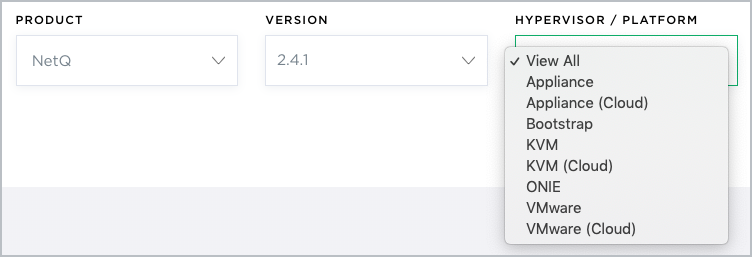 PRODUCT
VERSION
HYPERVISOR / PLATFORM
NetQ
2.4.1
View All
Appliance
Appliance (Cloud)
Bootstrap
KVM
KVM (Cloud)
ONIE
VMware
VMware (Cloud)